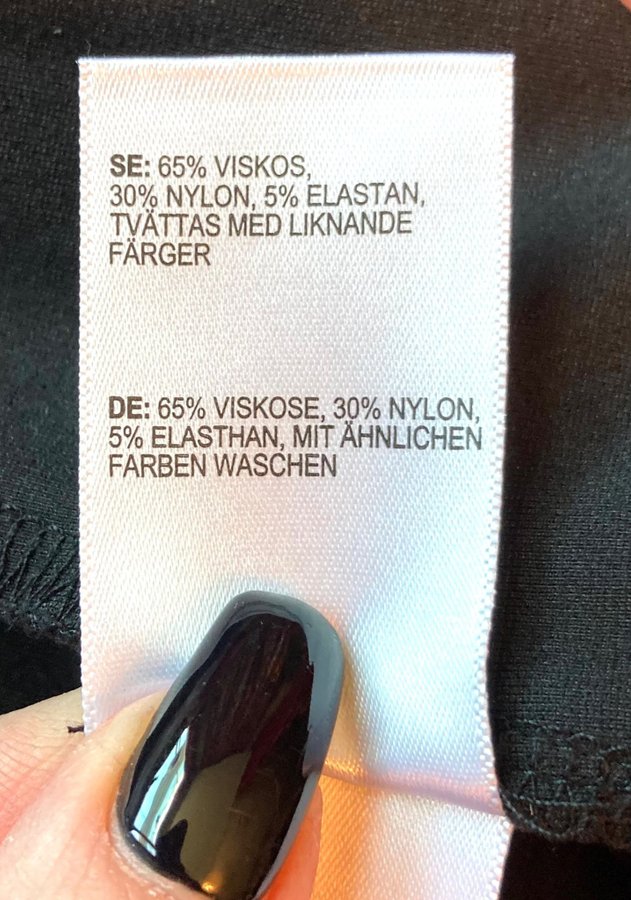 SE: 65% VISKOS,
30% NYLON, 5% ELASTAN,
TVÄTTAS MED LIKNANDE
FÄRGER
DE: 65% VISKOSE, 30% NYLON,
5% ELASTHAN, MIT ÄHNLICHEN
FARBEN WASCHEN